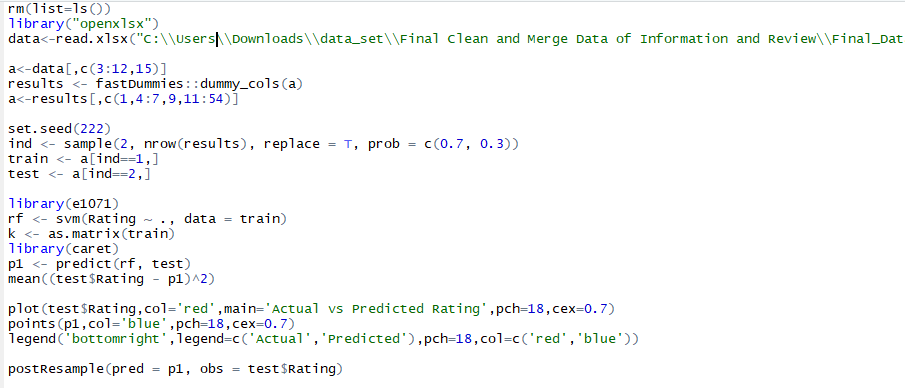 rm(list=ls())
library("openxlsx")
data<-read.xlsx("C:\\Users\\Downloads\\data_set\\Final Clean and Merge Data of Information and Review\\Final_Dat
a<-data[,c(3:12,15)]
results <- fastDummies::dummy_cols(a)
a<-results[,c(1,4:7,9,11:54)]
set.seed(222)
ind <- sample(2, nrow(results), replace = T, prob = c(0.7, 0.3))
train <- a[ind==1,]
test <- a[ind==2,]
library(e1071)
rf <- svm(Rating ~ ., data = train)
k <- as.matrix(train)
library(caret)
p1 <- predict(rf, test)
mean((test$Rating - p1)^2)
plot(test$Rating,col='red',main='Actual vs Predicted Rating',pch=18,cex=0.7)
points(p1,col='blue',pch=18,cex=0.7)
legend('bottomright',legend=c('Actual','Predicted'),pch=18,col=c('red','blue'))
postResample(pred = p1, obs = test$Rating)